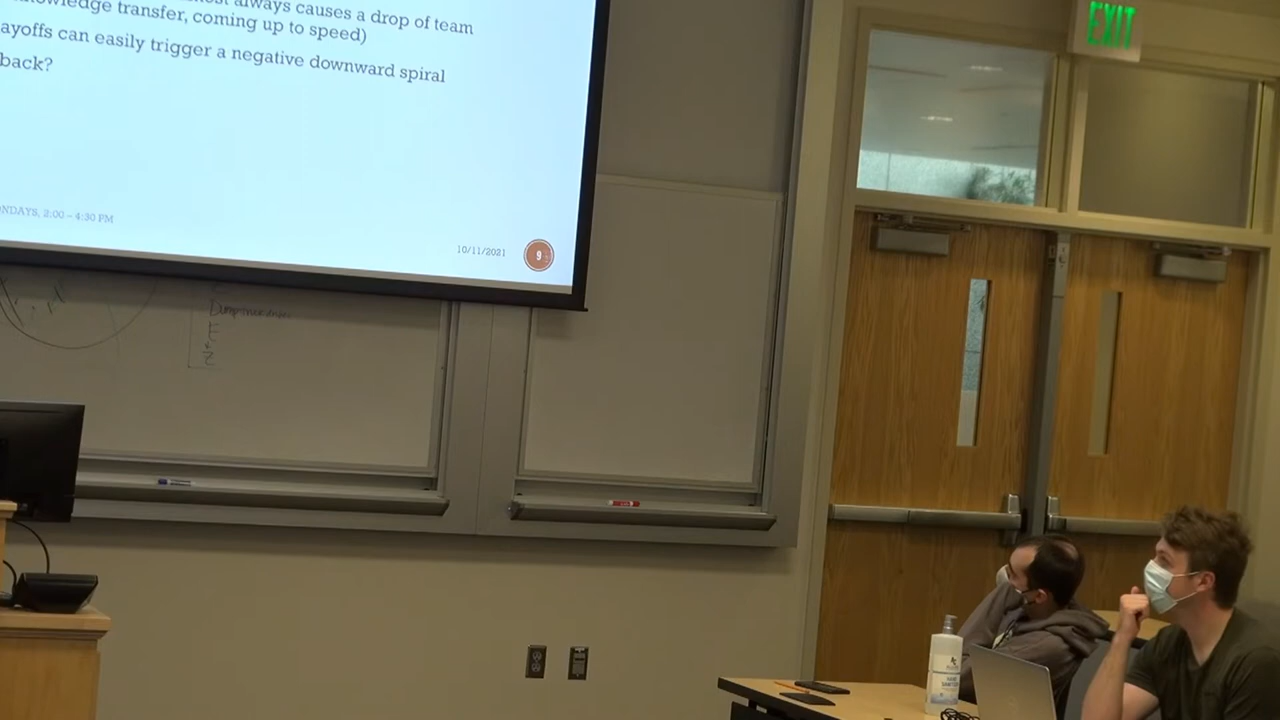 always causes a drop of team
knowledge transfer, coming up to speed)
ayoffs can easily trigger a negative downward spiral
back?
NDAYS, 2:00 – 4:30 PM
10/11/2021
9
EXIT